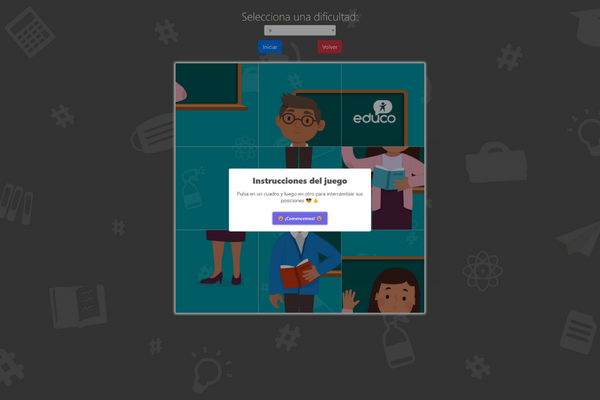 Selecciona una dificultad:
9
Iniciar
Volver
educo
Instrucciones del juego
Pulsa en un cuadro y luego en otro para intercambiar sus
posiciones 😎 👍
🤗 ¡Comencemos! 🤗